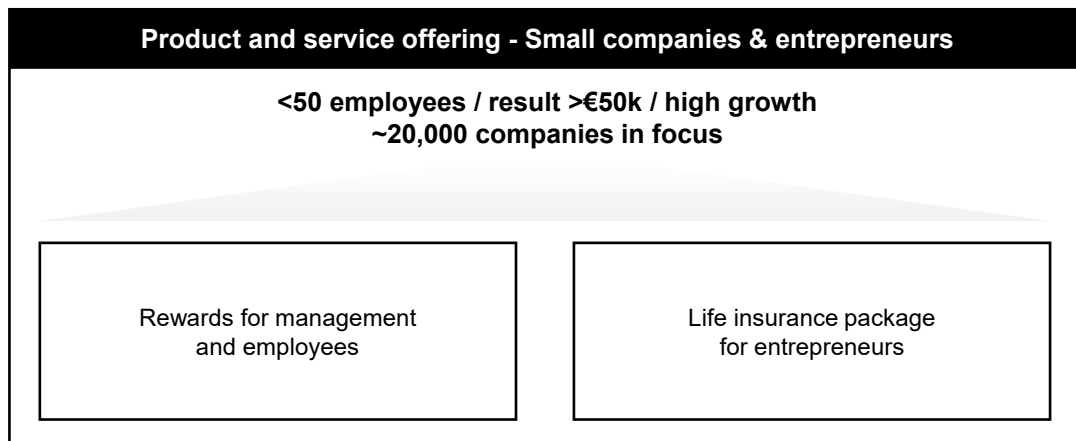 Product and service offering - Small companies & entrepreneurs
<50 employees / result >€50k / high growth
~20,000 companies in focus
Rewards for management
and employees
Life insurance package
for entrepreneurs